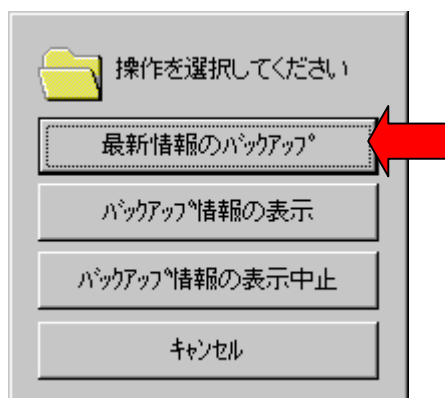 操作を選択してください
最新情報のﾊﾞｯｸｱｯﾌﾟ
ﾊﾞｯｸｱｯﾌﾟ情報の表示
ﾊﾞｯｸｱｯﾌﾟ情報の表示中止
ｷｬﾝｾﾙ